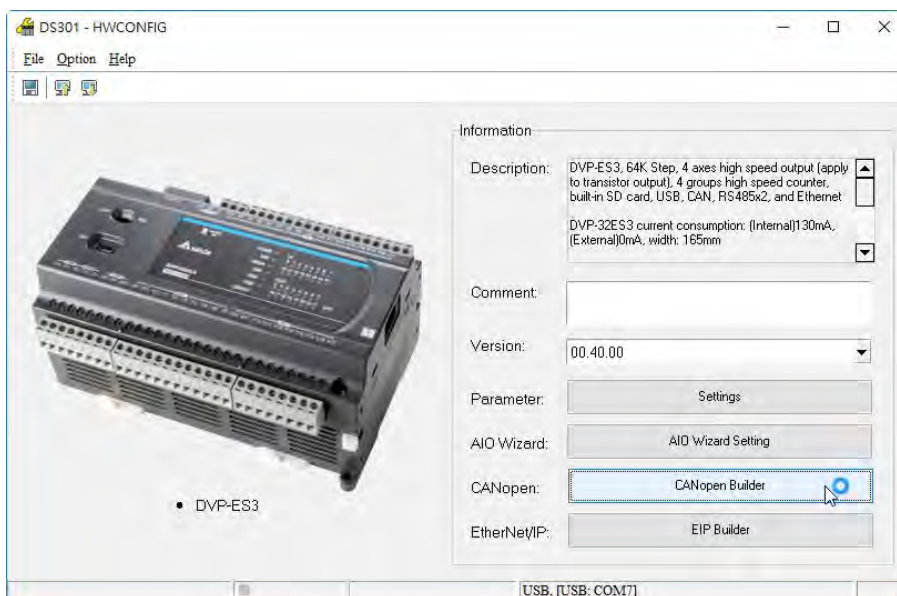 DS301 - HWCONFIG
File Option Help
Information
Description:
DVP-ES3, 64K Step, 4 axes high speed output (apply
to transistor output), 4 groups high speed counter,
built-in SD card, USB, CAN, RS485x2, and Ethernet
DVP-32ES3 current consumption: (Internal)130mA,
(External)0mA, width: 165mm
Comment:
Version:
00.40.00
Parameter:
Settings
AIO Wizard:
AIO Wizard Setting
CANopen:
CANopen Builder
EtherNet/IP:
EIP Builder
• DVP-ES3
USB, [USB: COM7]